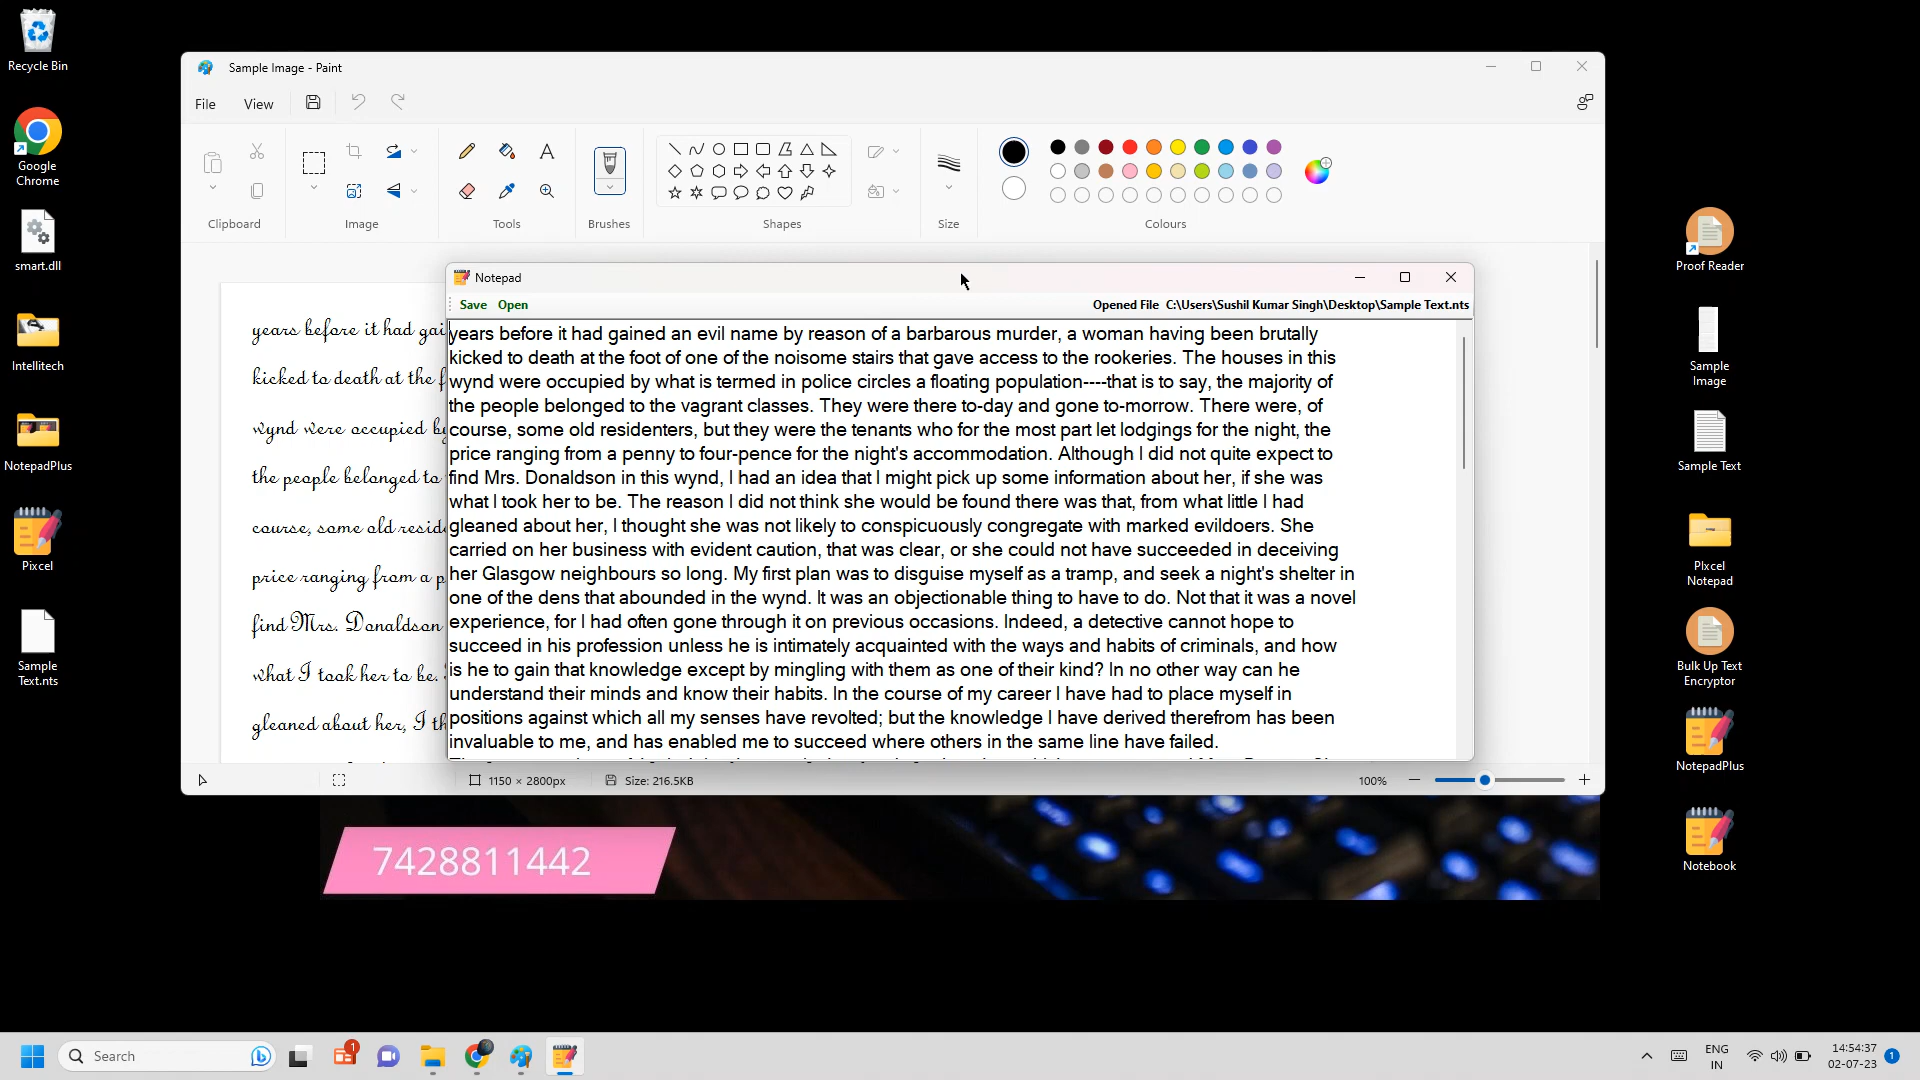 Recycle Bin
Google
Chrome
smart.dll
Intellitech
NotepadPlus
Pixcel
Sample
Text.nts
Sample Image - Paint
File View
Clipboard Image Tools Brushes Shapes Size Colours
years before it had gai
kicked to death at the f
wynd were occupied by
the people belonged to
course, some old reside
price ranging from a p
find Mrs. Donaldson
what I took her to be.
gleaned about her, I th
Notepad
Save Open Opened File C:\Users\Sushil Kumar Singh\Desktop\Sample Text.nts
years before it had gained an evil name by reason of a barbarous murder, a woman having been brutally
kicked to death at the foot of one of the noisome stairs that gave access to the rookeries. The houses in this
wynd were occupied by what is termed in police circles a floating population----that is to say, the majority of
the people belonged to the vagrant classes. They were there to-day and gone to-morrow. There were, of
course, some old residenters, but they were the tenants who for the most part let lodgings for the night, the
price ranging from a penny to four-pence for the night's accommodation. Although I did not quite expect to
find Mrs. Donaldson in this wynd, I had an idea that I might pick up some information about her, if she was
what I took her to be. The reason I did not think she would be found there was that, from what little I had
gleaned about her, I thought she was not likely to conspicuously congregate with marked evildoers. She
carried on her business with evident caution, that was clear, or she could not have succeeded in deceiving
her Glasgow neighbours so long. My first plan was to disguise myself as a tramp, and seek a night's shelter in
one of the dens that abounded in the wynd. It was an objectionable thing to have to do. Not that it was a novel
experience, for I had often gone through it on previous occasions. Indeed, a detective cannot hope to
succeed in his profession unless he is intimately acquainted with the ways and habits of criminals, and how
is he to gain that knowledge except by mingling with them as one of their kind? In no other way can he
understand their minds and know their habits. In the course of my career I have had to place myself in
positions against which all my senses have revolted; but the knowledge I have derived therefrom has been
invaluable to me, and has enabled me to succeed where others in the same line have failed.
1150 × 2800px Size: 216.5KB 100%
7428811442
Proof Reader
Sample
Image
Sample Text
PIxcel
Notepad
Bulk Up Text
Encryptor
NotepadPlus
Notebook
Search
1
ENG
IN
14:54:37
02-07-23
1